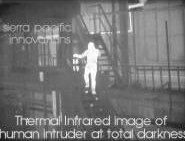 sierra pacific
innovations
Thermal Infrared image of
human intruder at total darkness